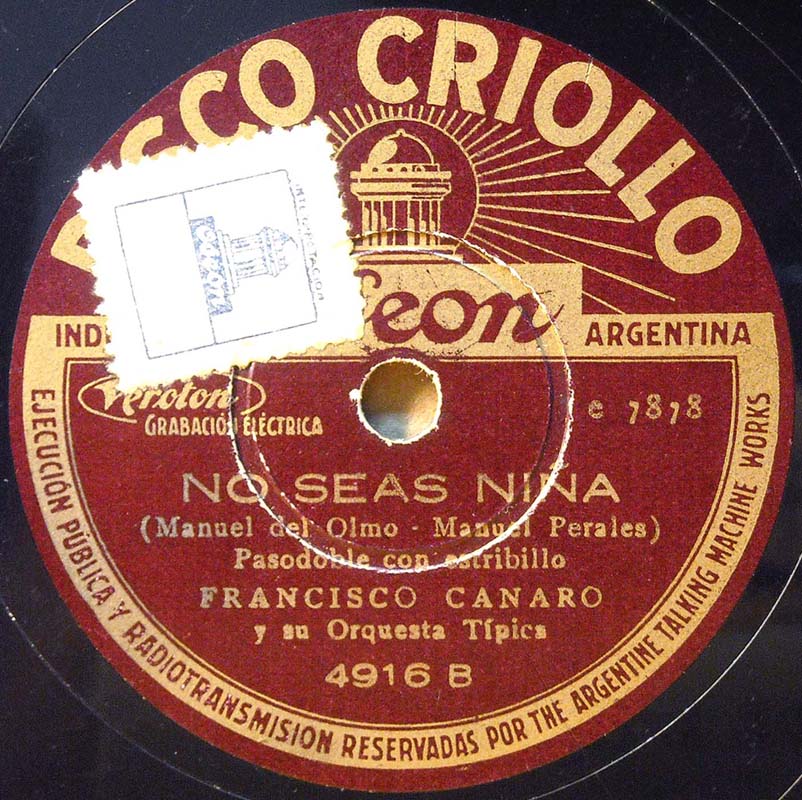 DISCO CRIOLLO
Odeon
ARGENTINA
Veroton
GRABACIÓN ELÉCTRICA
e 7878
NO SEAS NIÑA
(Manuel del Olmo - Manuel Perales)
Pasodoble con estribillo
FRANCISCO CANARO
y su Orquesta Típica
4916 B
EJECUCIÓN PÚBLICA Y RADIOTRANSMISION RESERVADAS POR THE ARGENTINE TALKING MACHINE WORKS